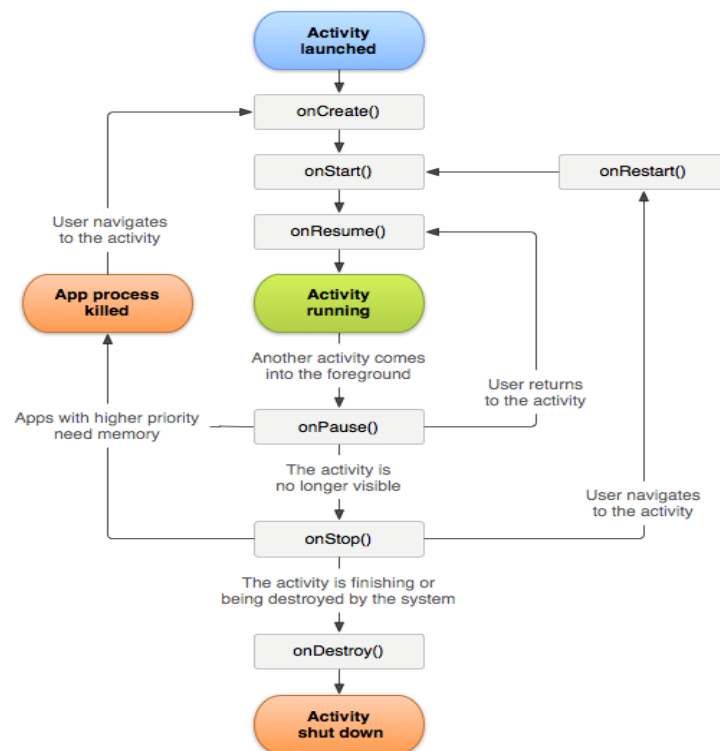 Activity
launched
onCreate()
onStart()
onRestart()
User navigates
to the activity
onResume()
App process
killed
Activity
running
Another activity comes
into the foreground
User returns
to the activity
Apps with higher priority
need memory
onPause()
The activity is
no longer visible
User navigates
to the activity
onStop()
The activity is finishing or
being destroyed by the system
onDestroy()
Activity
shut down